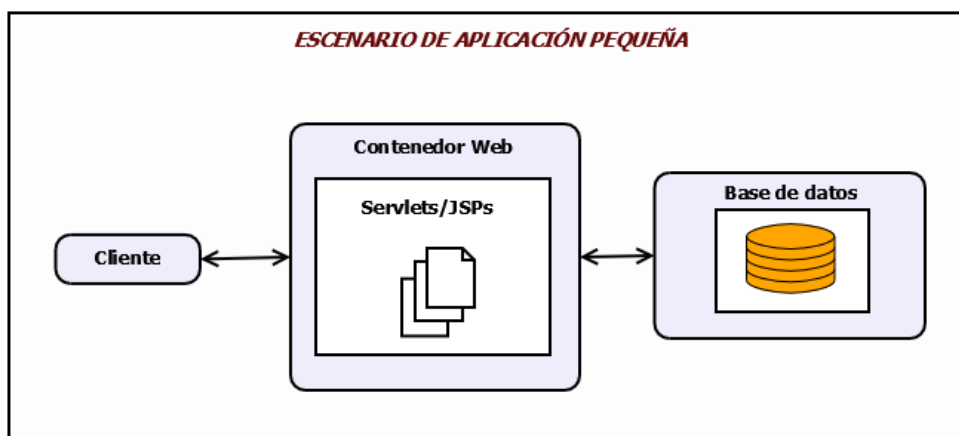 ESCENARIO DE APLICACIÓN PEQUEÑA
Contenedor Web
Servlets/JSPs
Cliente
Base de datos